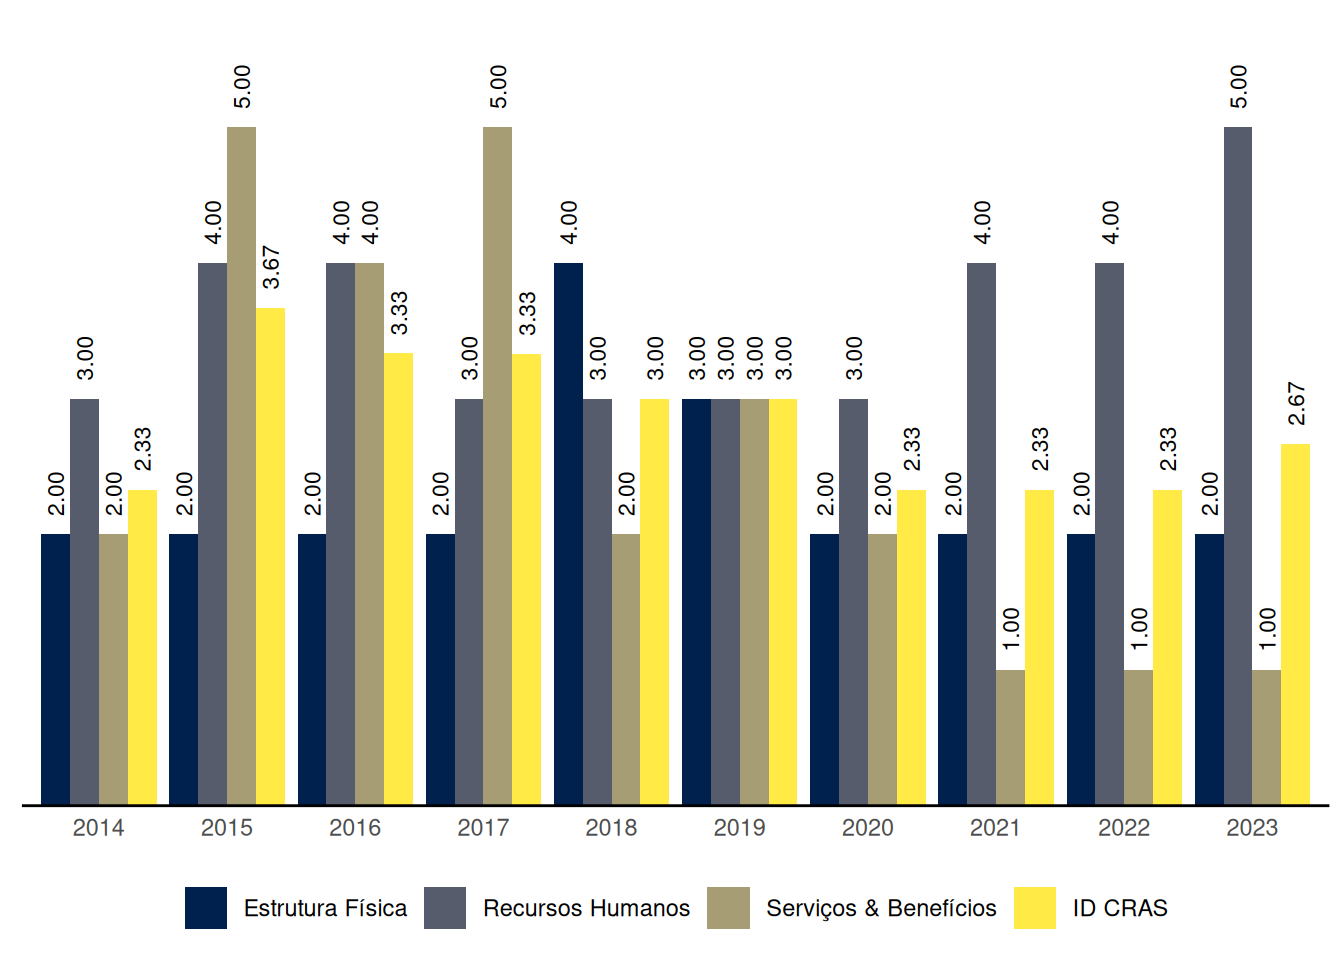 5.00 5.00 5.00
4.00 4.00 4.00 4.00 4.00 4.00
3.67
3.33 3.33
3.00 3.00 3.00 3.00 3.00 3.00 3.00 3.00 3.00
2.67
2.33 2.33 2.33 2.33
2.00 2.00 2.00 2.00 2.00 2.00 2.00 2.00 2.00 2.00 2.00
1.00 1.00 1.00
2014 2015 2016 2017 2018 2019 2020 2021 2022 2023
Estrutura Física Recursos Humanos Serviços & Benefícios ID CRAS